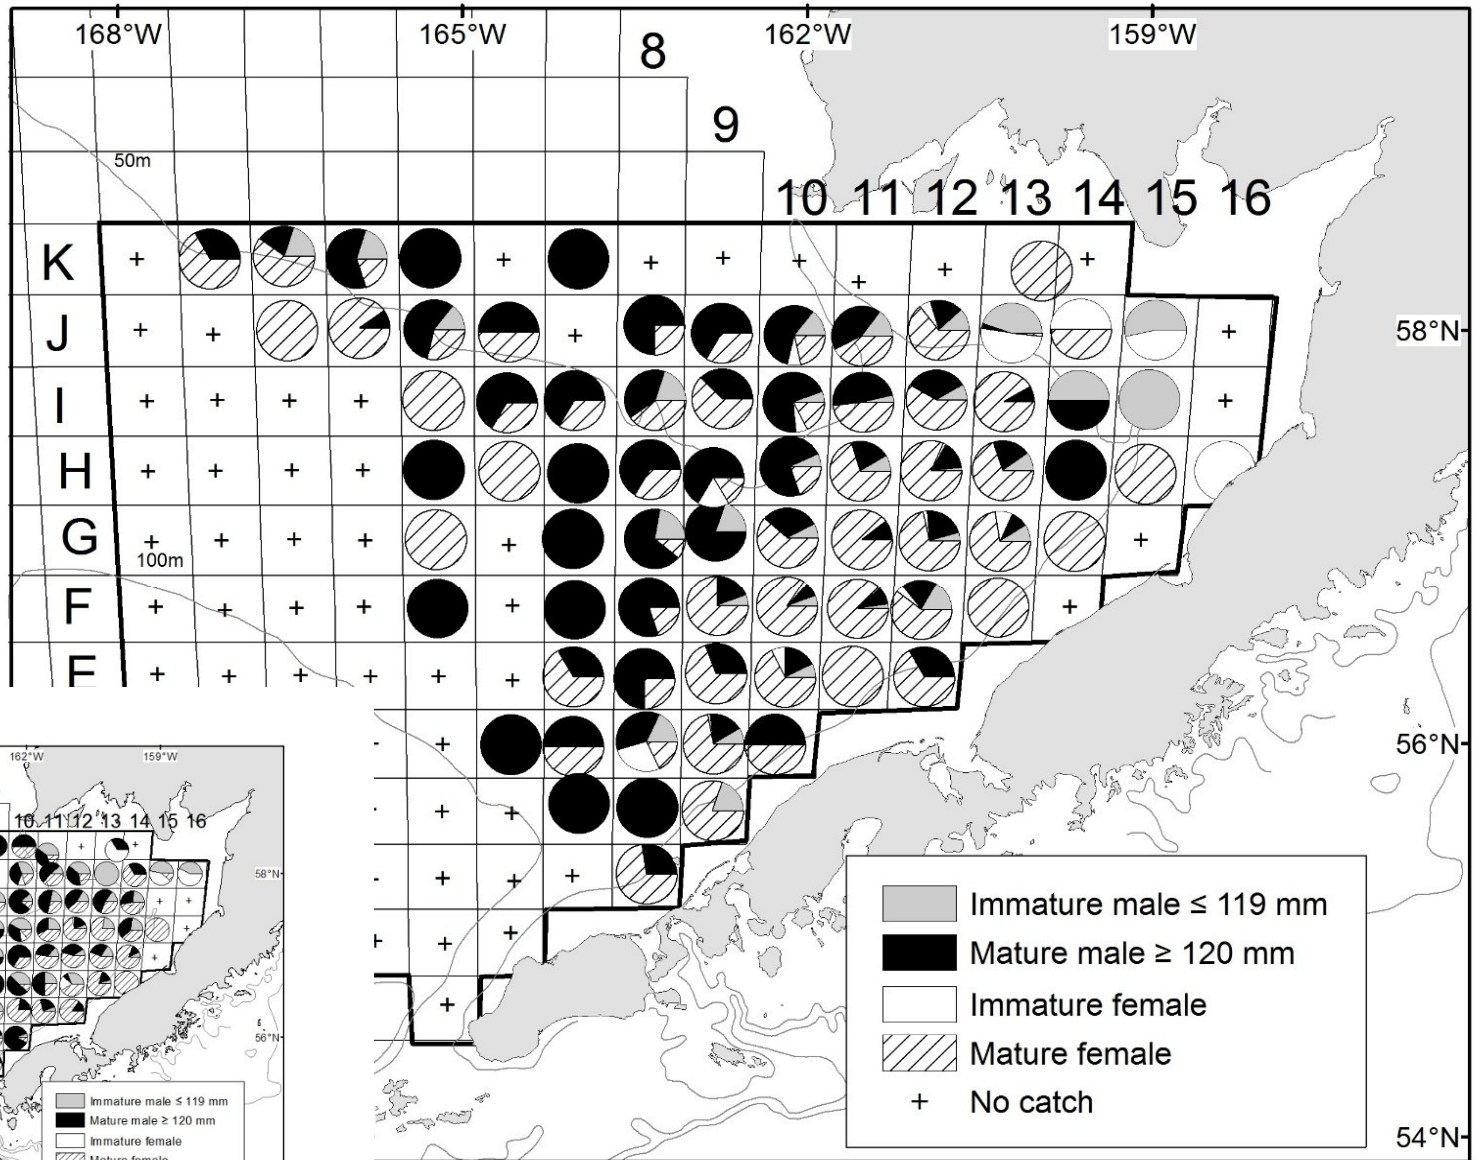 168°W 165°W 162°W 159°W
8
9
50m
10 11 12 13 14 15 16
K
J
58°N
I
H
G
100m
F
E
56°N
162°W 159°W
10 11 12 13 14 15 16
58°N
56°N
Immature male ≤ 119 mm
Mature male ≥ 120 mm
Immature female
Mature female
Immature male ≤ 119 mm
Mature male ≥ 120 mm
Immature female
Mature female
+ No catch
54°N